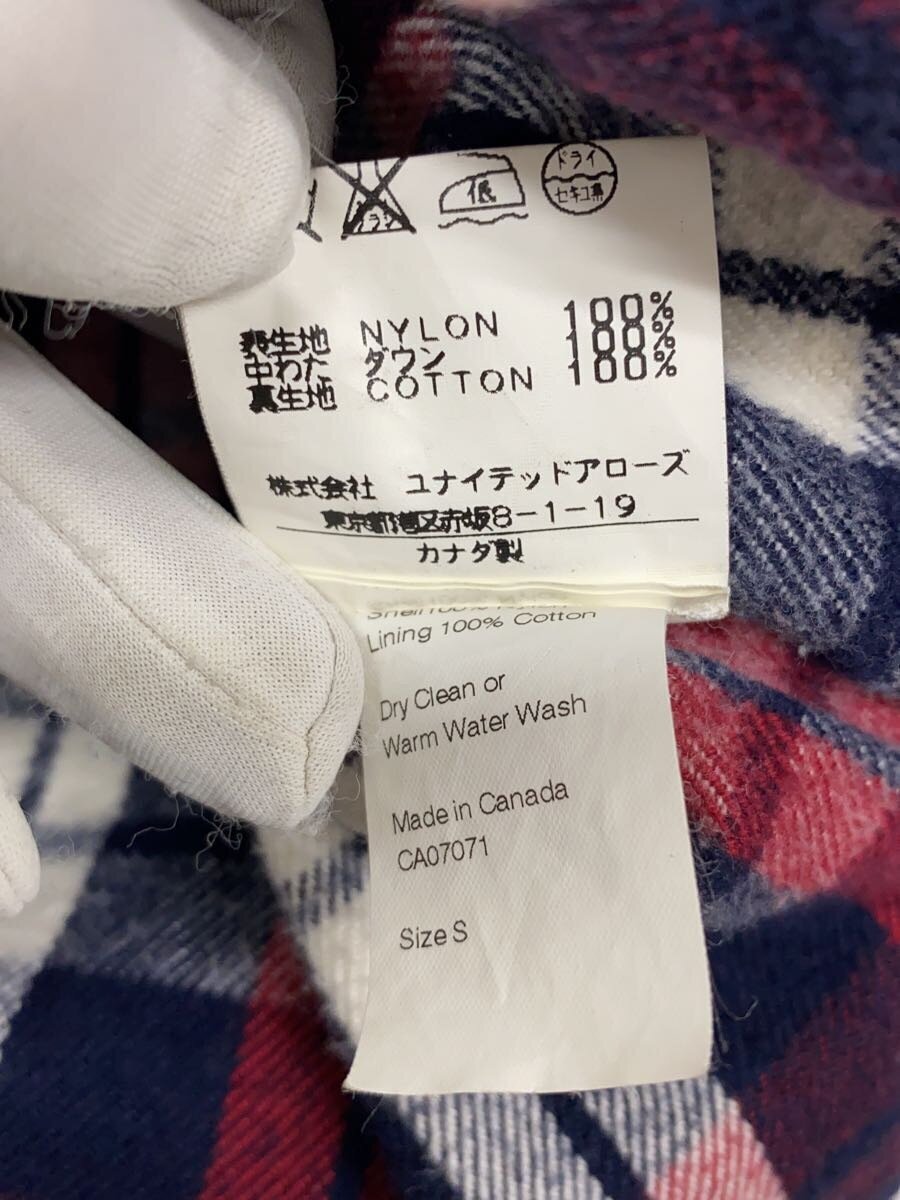 ドライ
低
セキユ系
表生地 NYLON 100%
中わた ダウン 100%
裏生地 COTTON 100%
株式会社 ユナイテッドアローズ
東京都港区赤坂8-1-19
カナダ製
Shell 100%
Lining 100% Cotton
Dry Clean or
Warm Water Wash
Made in Canada
CA07071
Size S